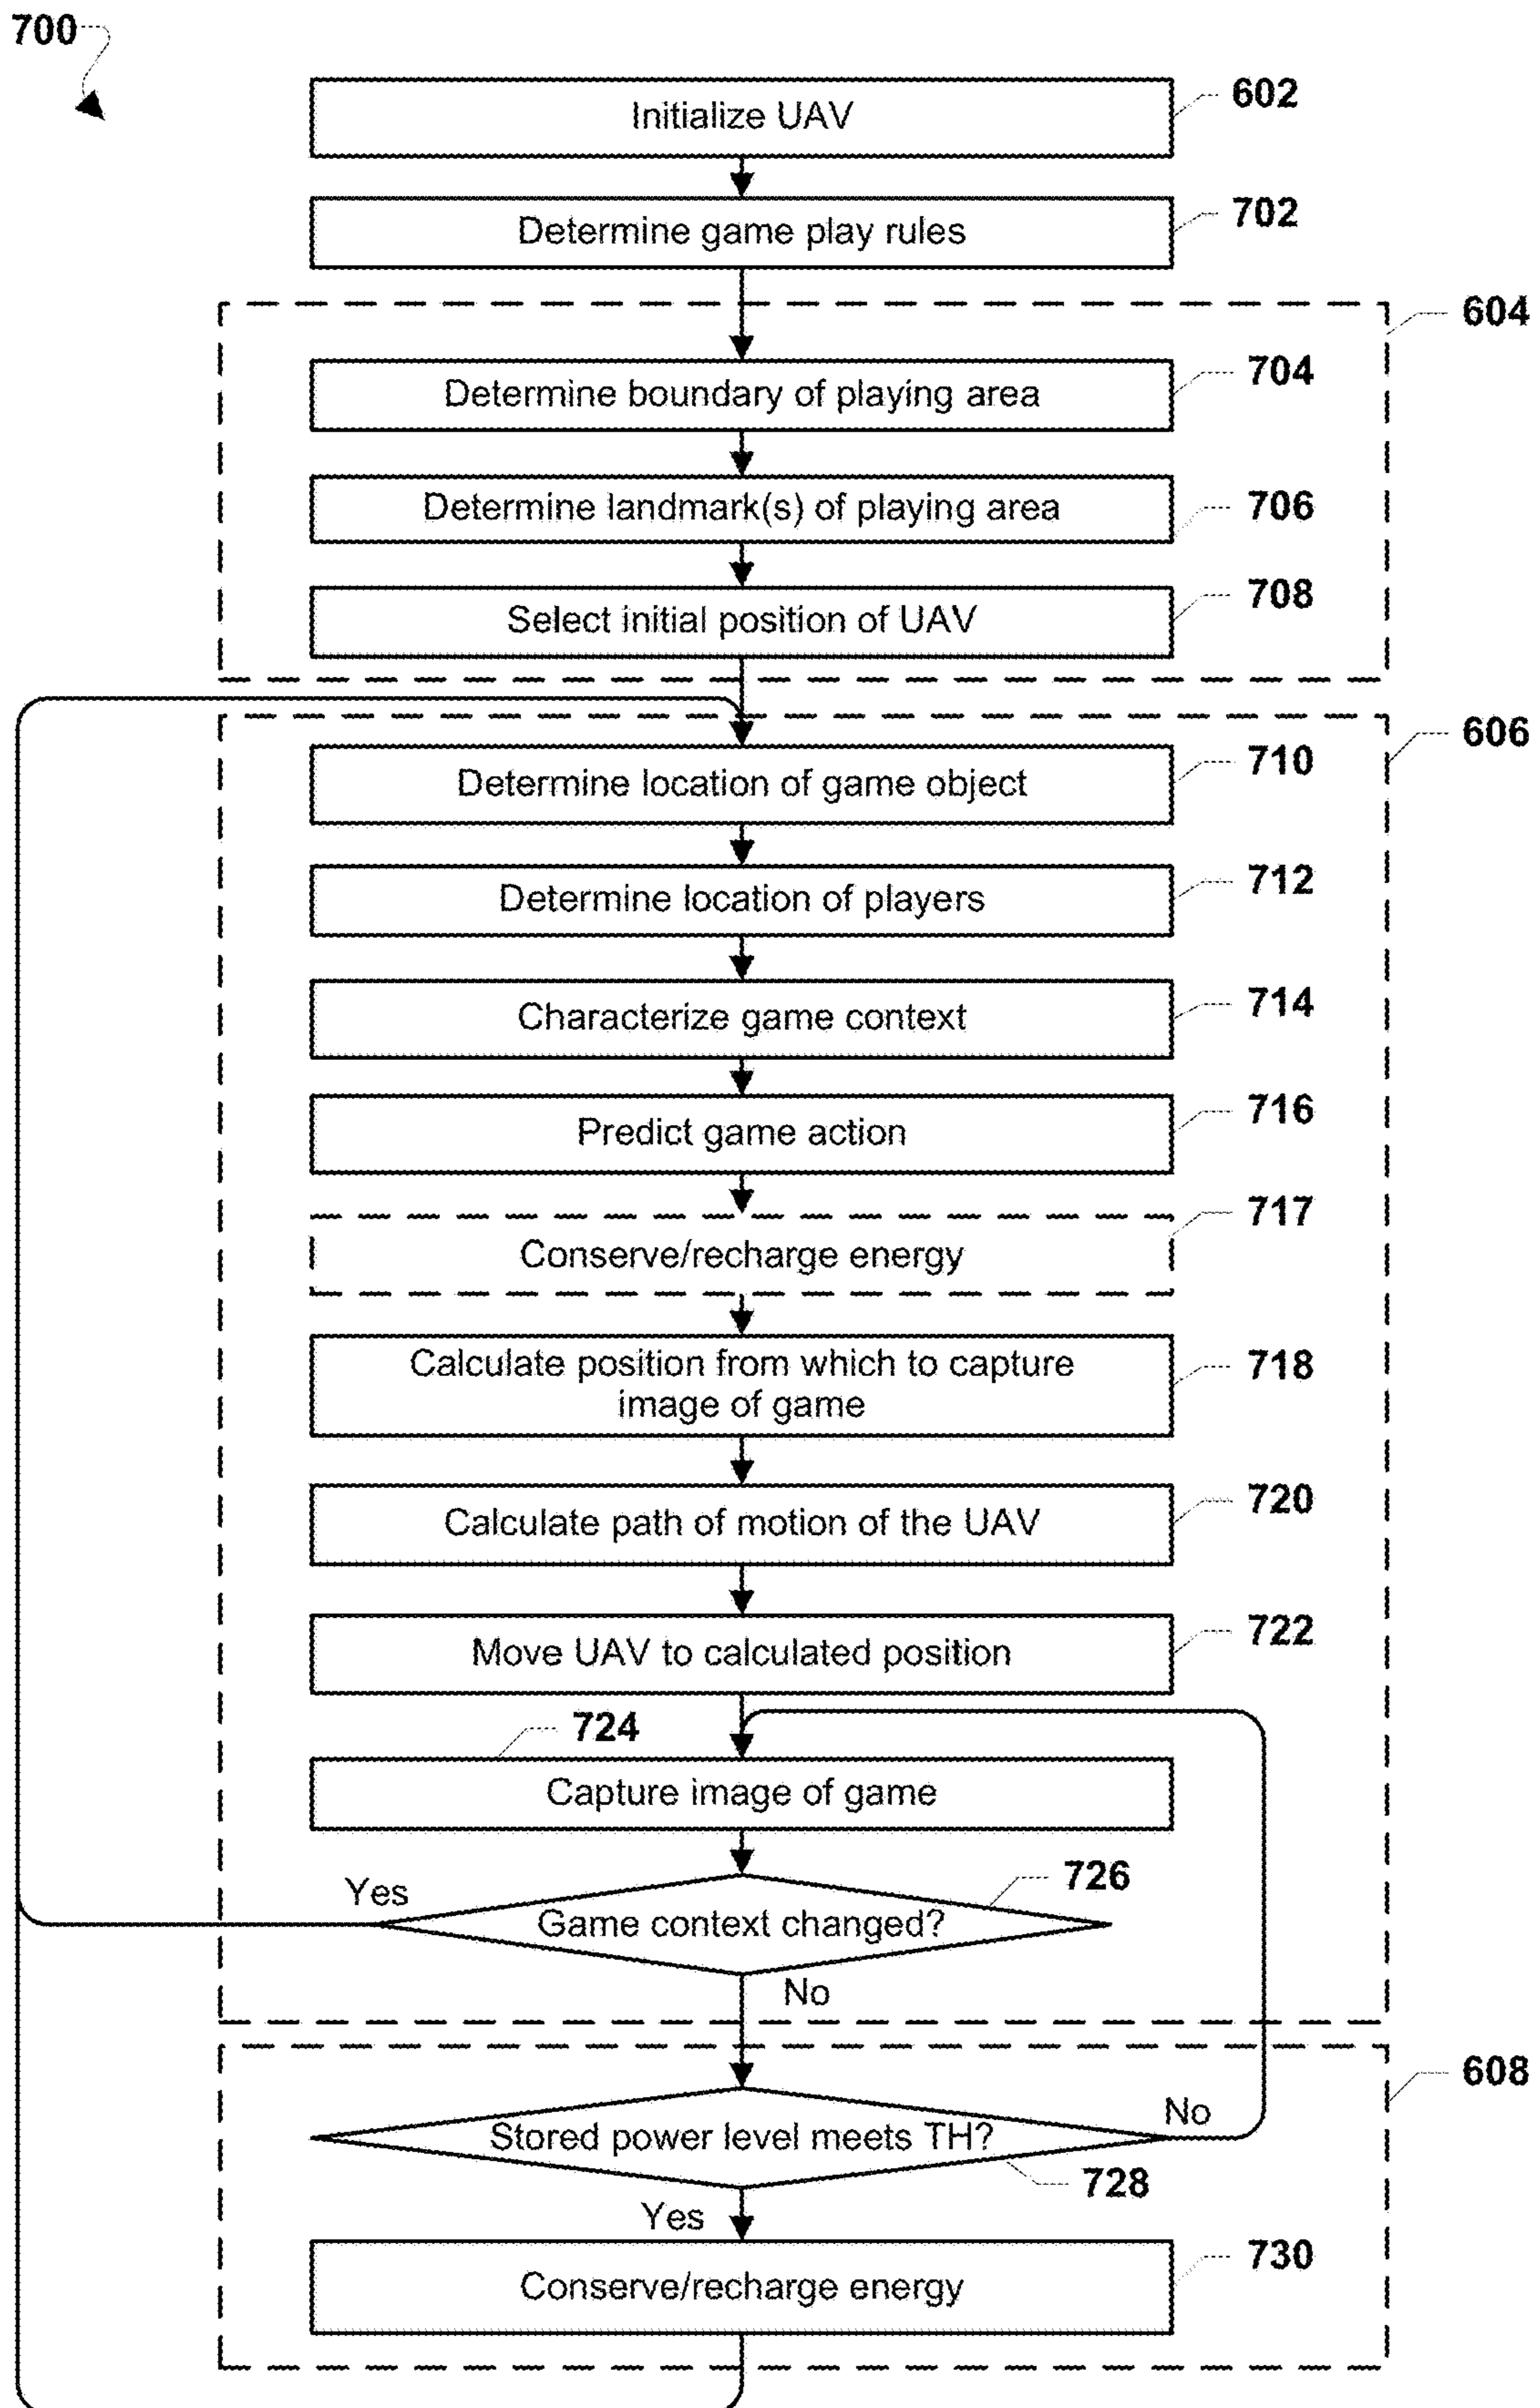 700
Initialize UAV
602
Determine game play rules
702
604
Determine boundary of playing area
704
Determine landmark(s) of playing area
706
Select initial position of UAV
708
606
Determine location of game object
710
Determine location of players
712
Characterize game context
714
Predict game action
716
Conserve/recharge energy
717
Calculate position from which to capture
image of game
718
Calculate path of motion of the UAV
720
Move UAV to calculated position
722
724
Capture image of game
Yes
Game context changed?
726
No
608
Stored power level meets TH?
No
728
Yes
Conserve/recharge energy
730